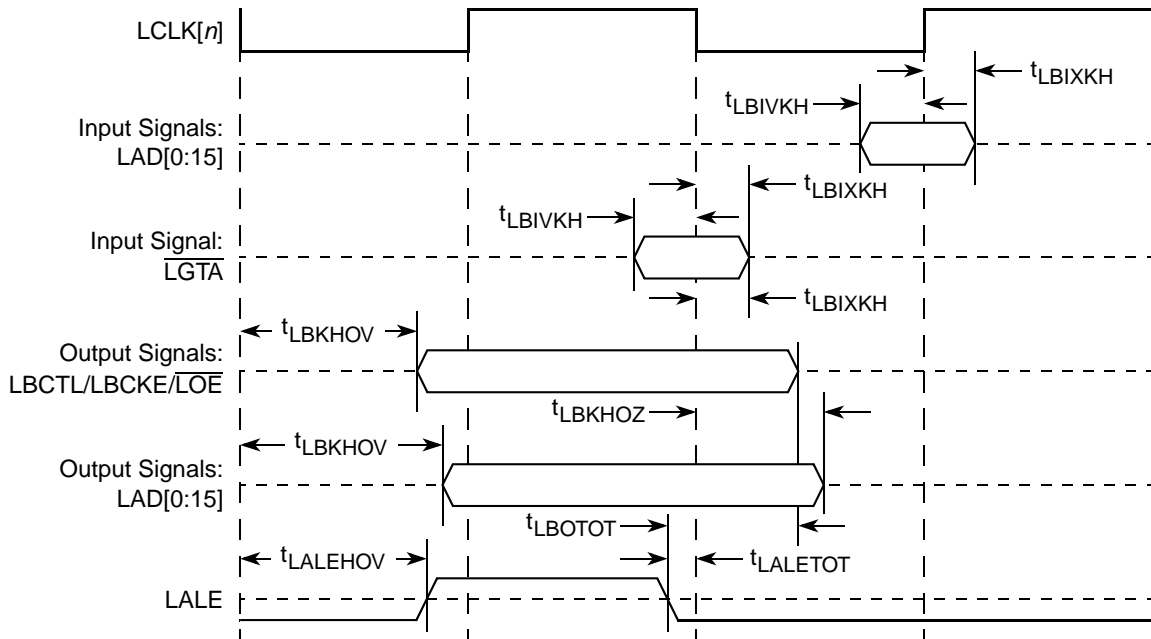 LCLK[n]
tLBIXKH
tLBIVKH
Input Signals:
LAD[0:15]
tLBIXKH
tLBIVKH
Input Signal:
LGTA
tLBIXKH
tLBKHOV
Output Signals:
LBCTL/LBCKE/LOE
tLBKHOZ
tLBKHOV
Output Signals:
LAD[0:15]
tLBOTOT
tLALEHOV
tLALETOT
LALE